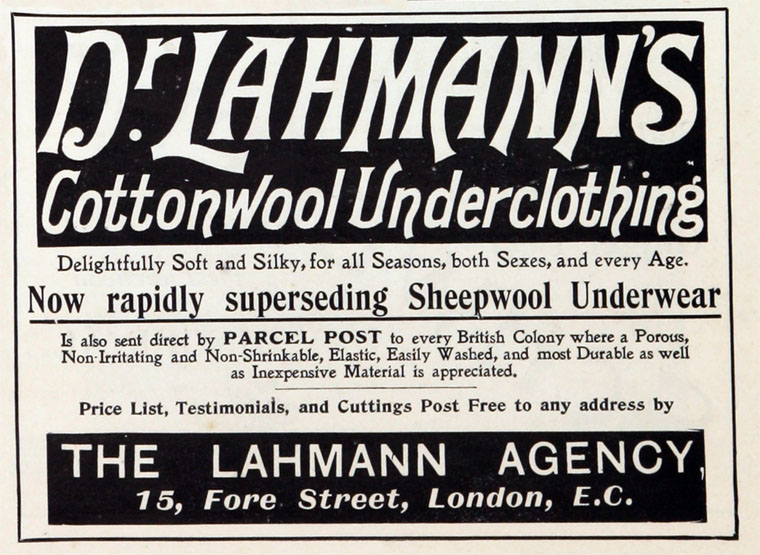 Dr. LAHMANN'S
Cottonwool Underclothing
Delightfully Soft and Silky, for all Seasons, both Sexes, and every Age.
Now rapidly superseding Sheepwool Underwear
Is also sent direct by PARCEL POST to every British Colony where a Porous,
Non-Irritating and Non-Shrinkable, Elastic, Easily Washed, and most Durable as well
as Inexpensive Material is appreciated.
Price List, Testimonials, and Cuttings Post Free to any address by
THE LAHMANN AGENCY,
15, Fore Street, London, E.C.